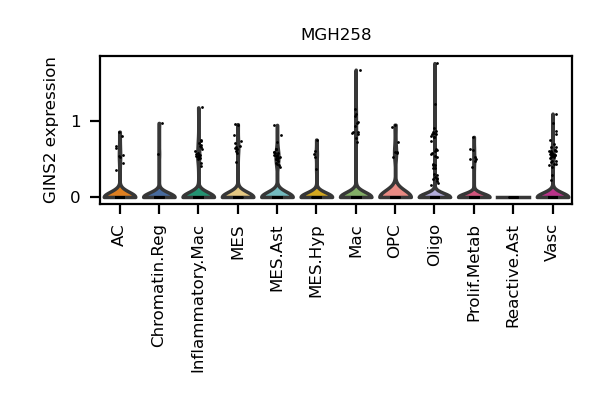 MGH258
GINS2 expression
1
0
AC
Chromatin.Reg
Inflammatory.Mac
MES
MES.Ast
MES.Hyp
Mac
OPC
Oligo
Prolif.Metab
Reactive.Ast
Vasc